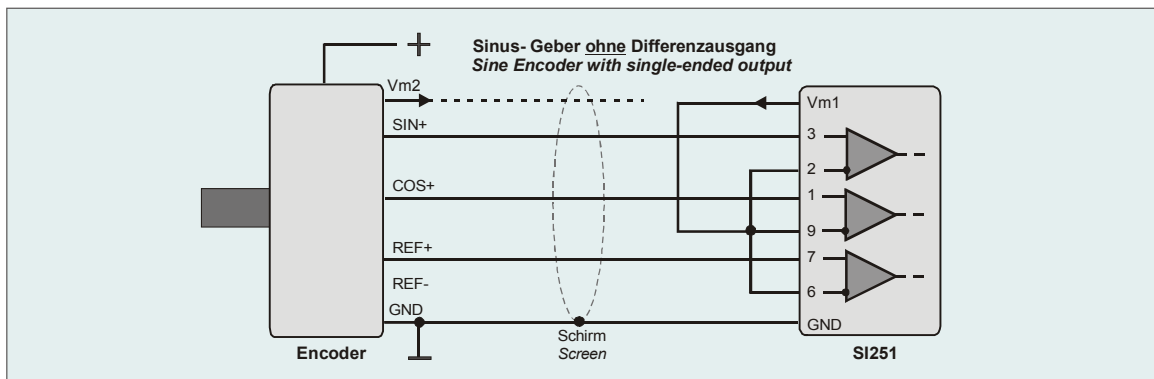 Sinus- Geber ohne Differenzausgang
Sine Encoder with single-ended output
Vm2
SIN+
COS+
REF+
REF-
GND
Encoder
Schirm
Screen
Vm1
3
2
1
9
7
6
GND
SI251